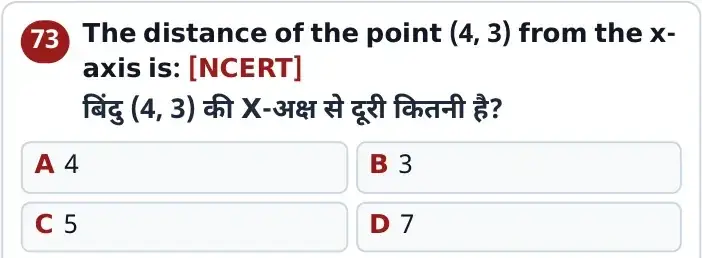 73 The distance of the point (4, 3) from the x-
axis is: [NCERT]
बिंदु (4, 3) की X-अक्ष से दूरी कितनी है?
A 4
B 3
C 5
D 7